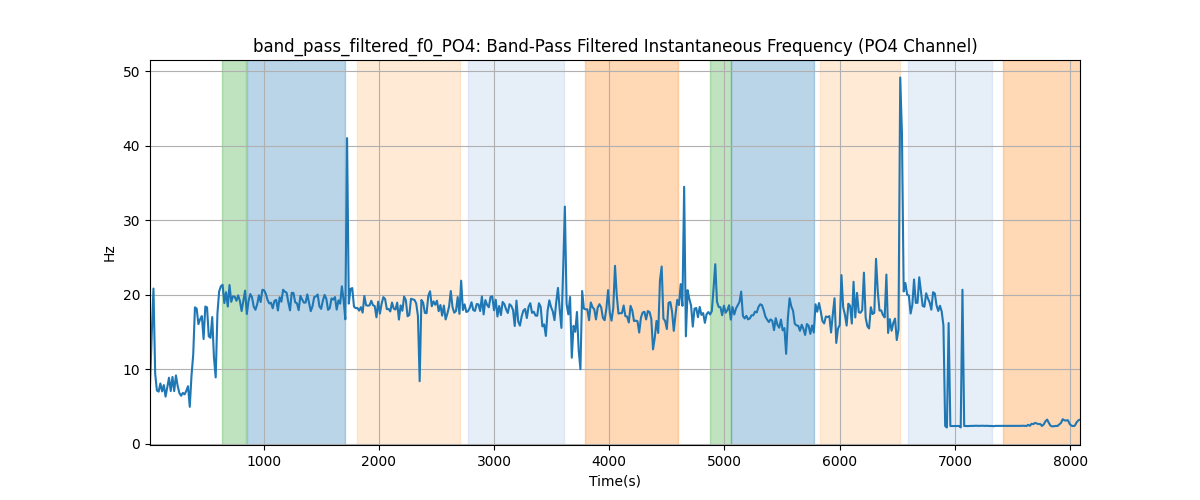 band_pass_filtered_f0_PO4: Band-Pass Filtered Instantaneous Frequency (PO4 Channel)
50
40
30
20
10
0
Hz
1000 2000 3000 4000 5000 6000 7000 8000
Time(s)